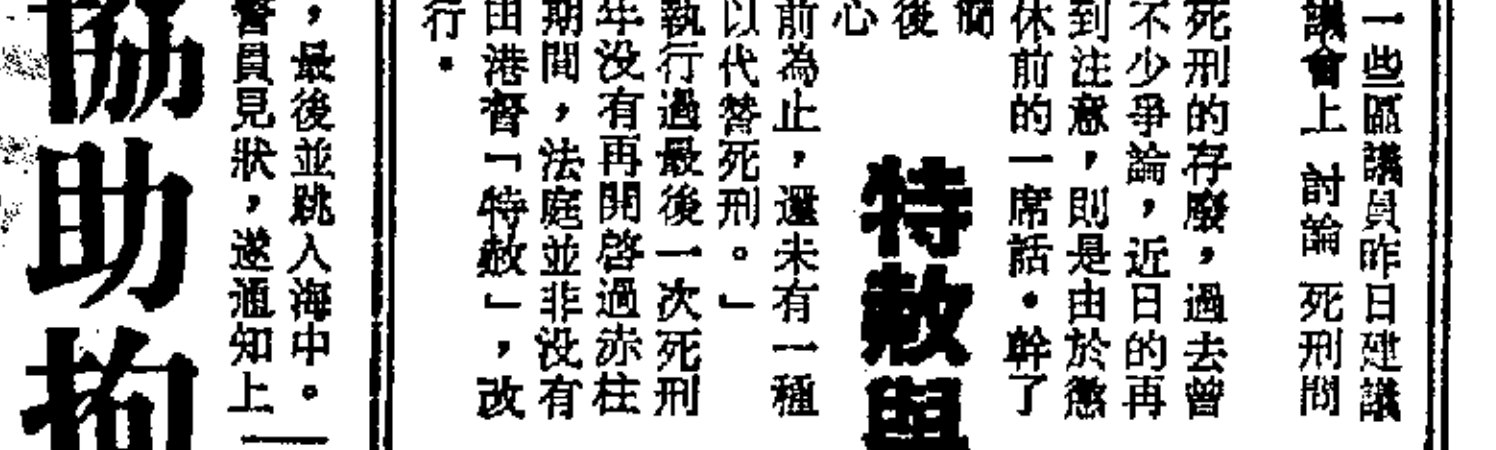 一些區議員昨日建議
議會上討論死刑問
死刑的存廢，過去曾
不少爭論，近日的再
到注意，則是由於懲
休前的一席話。幹了
後
心
特赦與
前為止，還未有一種
以代替死刑。」
執行過最後一次死刑
年没有再開啓過赤柱
期間，法庭並非没有
由港督「特赦」，改
行。
，最後並跳入海中。
警員見狀，遂通知上
協助拘